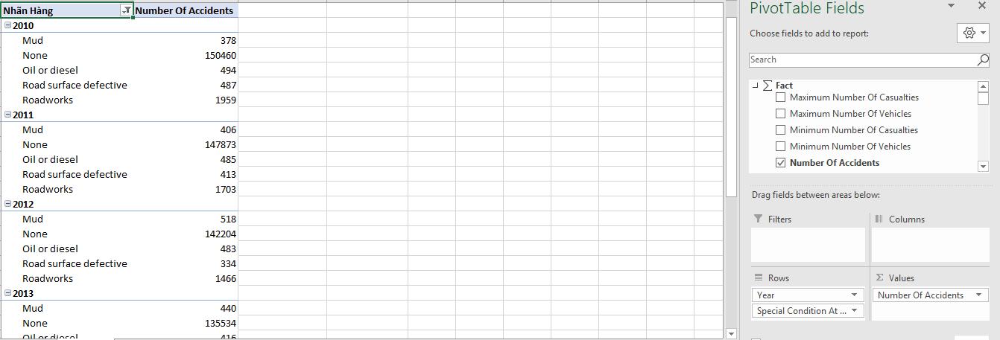 Nhãn Hàng Number Of Accidents
2010
Mud 378
None 150460
Oil or diesel 494
Road surface defective 487
Roadworks 1959
2011
Mud 406
None 147873
Oil or diesel 485
Road surface defective 413
Roadworks 1703
2012
Mud 518
None 142204
Oil or diesel 483
Road surface defective 334
Roadworks 1466
2013
Mud 440
None 135534
Oil or diesel 416
PivotTable Fields
Choose fields to add to report:
Search
Fact
Maximum Number Of Casualties
Maximum Number Of Vehicles
Minimum Number Of Casualties
Minimum Number Of Vehicles
Number Of Accidents
Drag fields between areas below:
Filters
Columns
Rows
Year
Special Condition At ...
Σ Values
Number Of Accidents